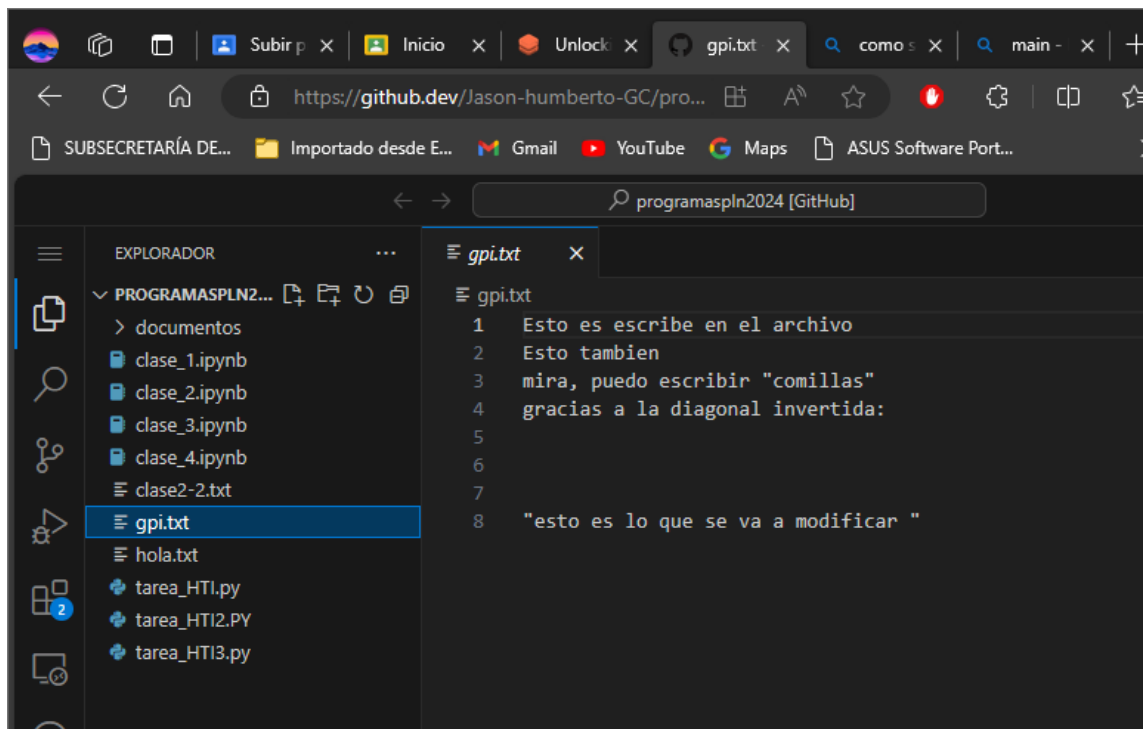 Subir p
Inicio
Unlocki
gpi.txt
como s
main -
https://github.dev/Jason-humberto-GC/pro...
SUBSECRETARÍA DE...
Importado desde E...
Gmail
YouTube
Maps
ASUS Software Port...
programaspln2024 [GitHub]
EXPLORADOR
gpi.txt
PROGRAMASPLN2...
gpi.txt
documentos
clase_1.ipynb
clase_2.ipynb
clase_3.ipynb
clase_4.ipynb
clase2-2.txt
gpi.txt
hola.txt
tarea_HTI.py
tarea_HTI2.PY
tarea_HTI3.py
2
1 Esto es escribe en el archivo
2 Esto tambien
3 mira, puedo escribir "comillas"
4 gracias a la diagonal invertida:
5
6
7
8 "esto es lo que se va a modificar "